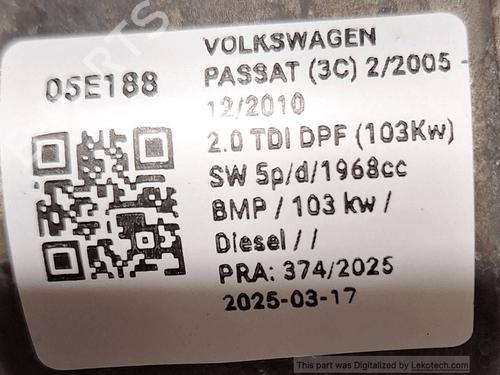 05E188
VOLKSWAGEN
PASSAT (3C) 2/2005 -
12/2010
2.0 TDI DPF (103Kw)
SW 5p/d/1968cc
BMP / 103 kw /
Diesel / /
PRA: 374/2025
2025-03-17
This part was Digitalized by Lekotech.com